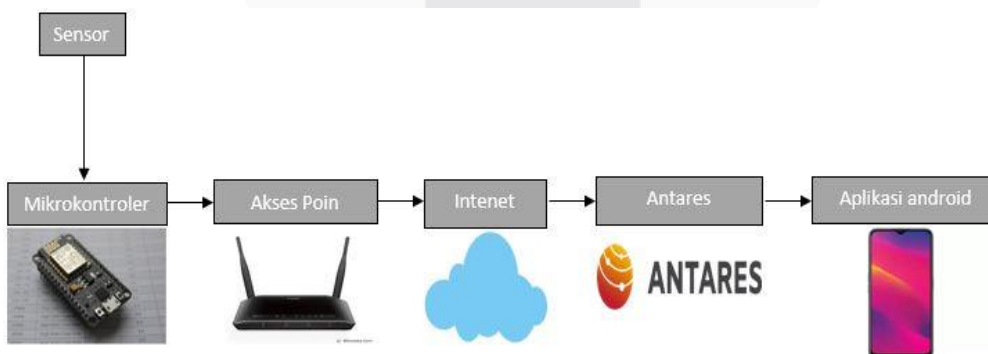 Sensor
Mikrokontroler
Akses Poin
Intenet
Antares
Aplikasi android
ANTARES